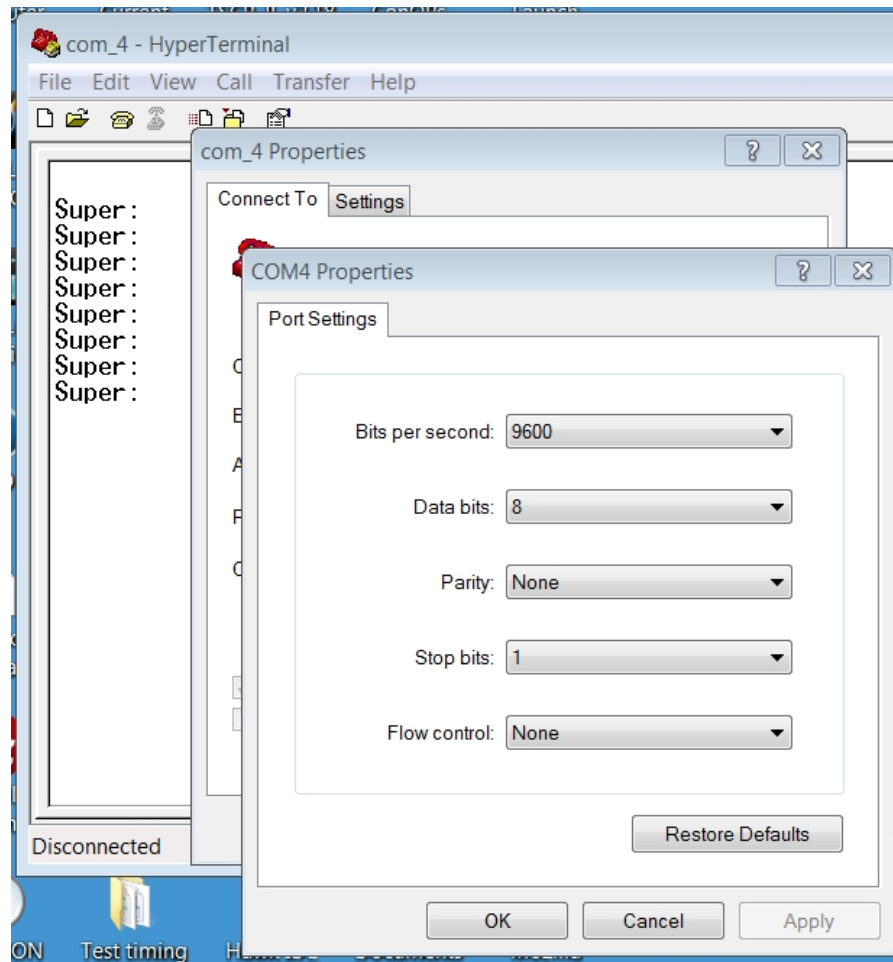 com_4 - HyperTerminal
File Edit View Call Transfer Help
com_4 Properties
Connect To Settings
Super:
Super:
Super:
Super:
Super:
Super:
Super:
Super:
COM4 Properties
Port Settings
Bits per second: 9600
Data bits: 8
Parity: None
Stop bits: 1
Flow control: None
Restore Defaults
Disconnected
OK Cancel Apply
ON Test timing